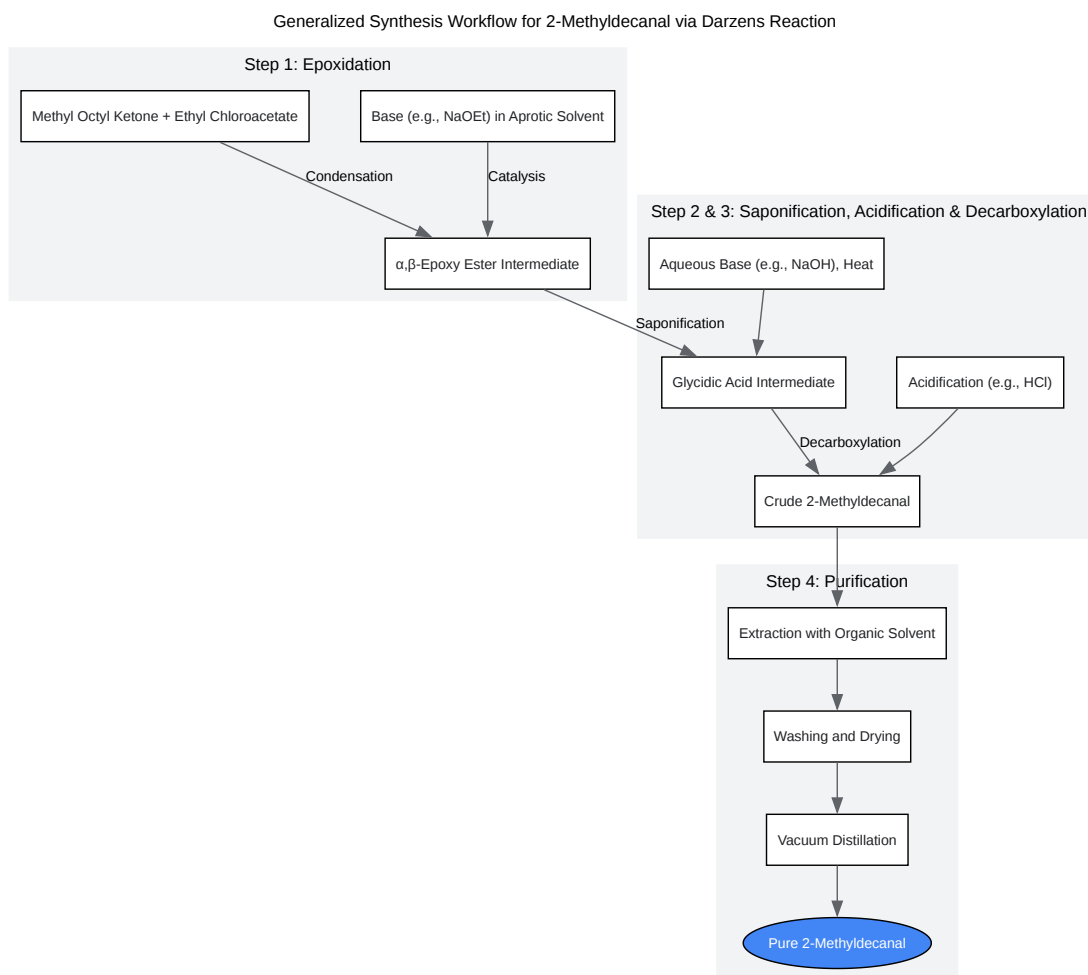 Generalized Synthesis Workflow for 2-Methyldecanal via Darzens Reaction
Step 1: Epoxidation
Methyl Octyl Ketone + Ethyl Chloroacetate
Base (e.g., NaOEt) in Aprotic Solvent
Condensation
Catalysis
α,β-Epoxy Ester Intermediate
Step 2 & 3: Saponification, Acidification & Decarboxylation
Aqueous Base (e.g., NaOH), Heat
Saponification
Glycidic Acid Intermediate
Acidification (e.g., HCl)
Decarboxylation
Crude 2-Methyldecanal
Step 4: Purification
Extraction with Organic Solvent
Washing and Drying
Vacuum Distillation
Pure 2-Methyldecanal